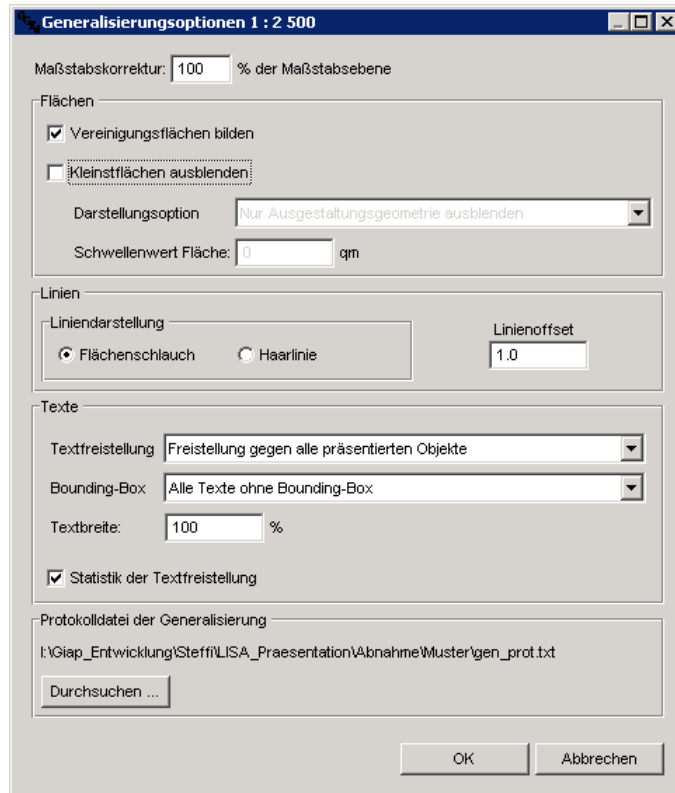 Generalisierungsoptionen 1 : 2 500
Maßstabskorrektur: 100 % der Maßstabsebene
Flächen
Vereinigungsflächen bilden
Kleinstflächen ausblenden
Darstellungsoption Nur Ausgestaltungsgeometrie ausblenden
Schwellenwert Fläche: 0 qm
Linien
Liniendarstellung
Linienoffset
Flächenschlauch Haarlinie 1.0
Texte
Textfreistellung Freistellung gegen alle präsentierten Objekte
Bounding-Box Alle Texte ohne Bounding-Box
Textbreite: 100 %
Statistik der Textfreistellung
Protokolldatei der Generalisierung
I:\Giap_Entwicklung\Steffi\LISA_Praesentation\Abnahme\Muster\gen_prot.txt
Durchsuchen ...
OK Abbrechen